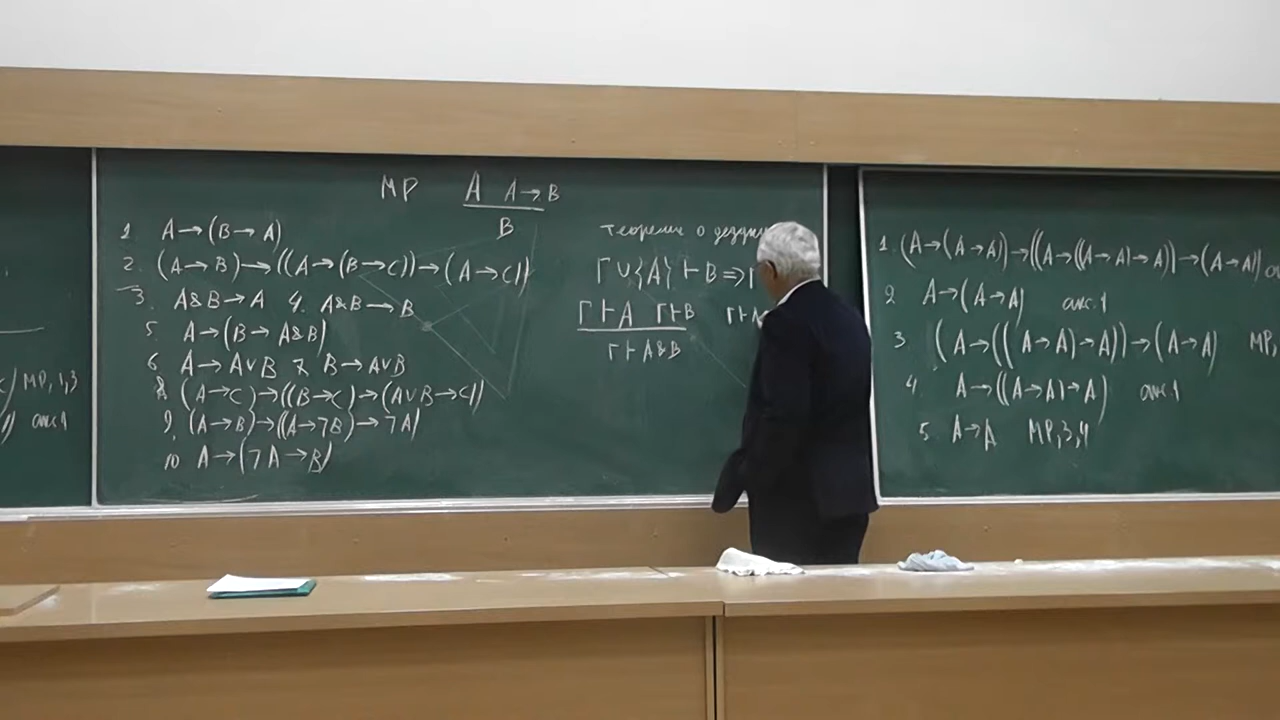 MP A A→B
B
1 A→(B→A)
2. (A→B)→((A→(B→C))→(A→C))
3. A&B→A 4. A&B→B
5. A→(B→A&B)
6 A→A∨B 7. B→A∨B
8. (A→C)→((B→C)→(A∨B→C))
9. (A→B)→((A→¬B)→¬A)
10 A→(¬A→B)
MP, 1,3
акс. 1
Теорема о
Γ∪{A}⊢B⇒Γ
Γ⊢A Γ⊢B Γ⊢A
Γ⊢A&B
1. (A→(A→A))→((A→((A→A)→A))→(A→A))
2 A→(A→A) акс. 1
3 (A→((A→A)→A))→(A→A) MP,
4. A→((A→A)→A) акс. 1
5. A→A MP, 3,4